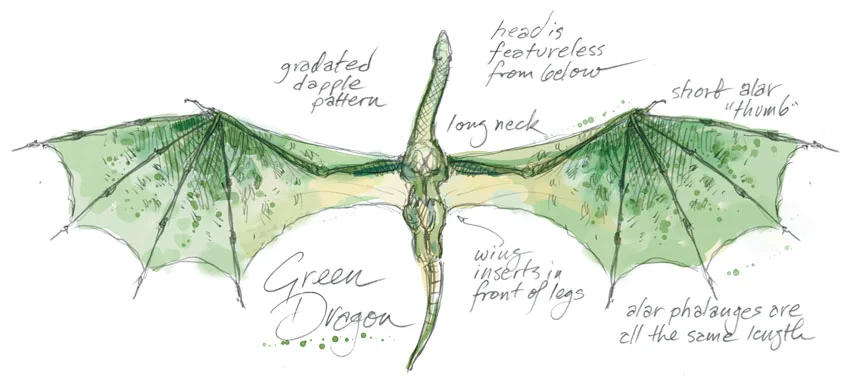 gradated
dapple
pattern
head is
featureless
from below
short alar
"thumb"
long neck
wing
inserts in
front of legs
Green
Dragon
alar phalanges are
all the same length